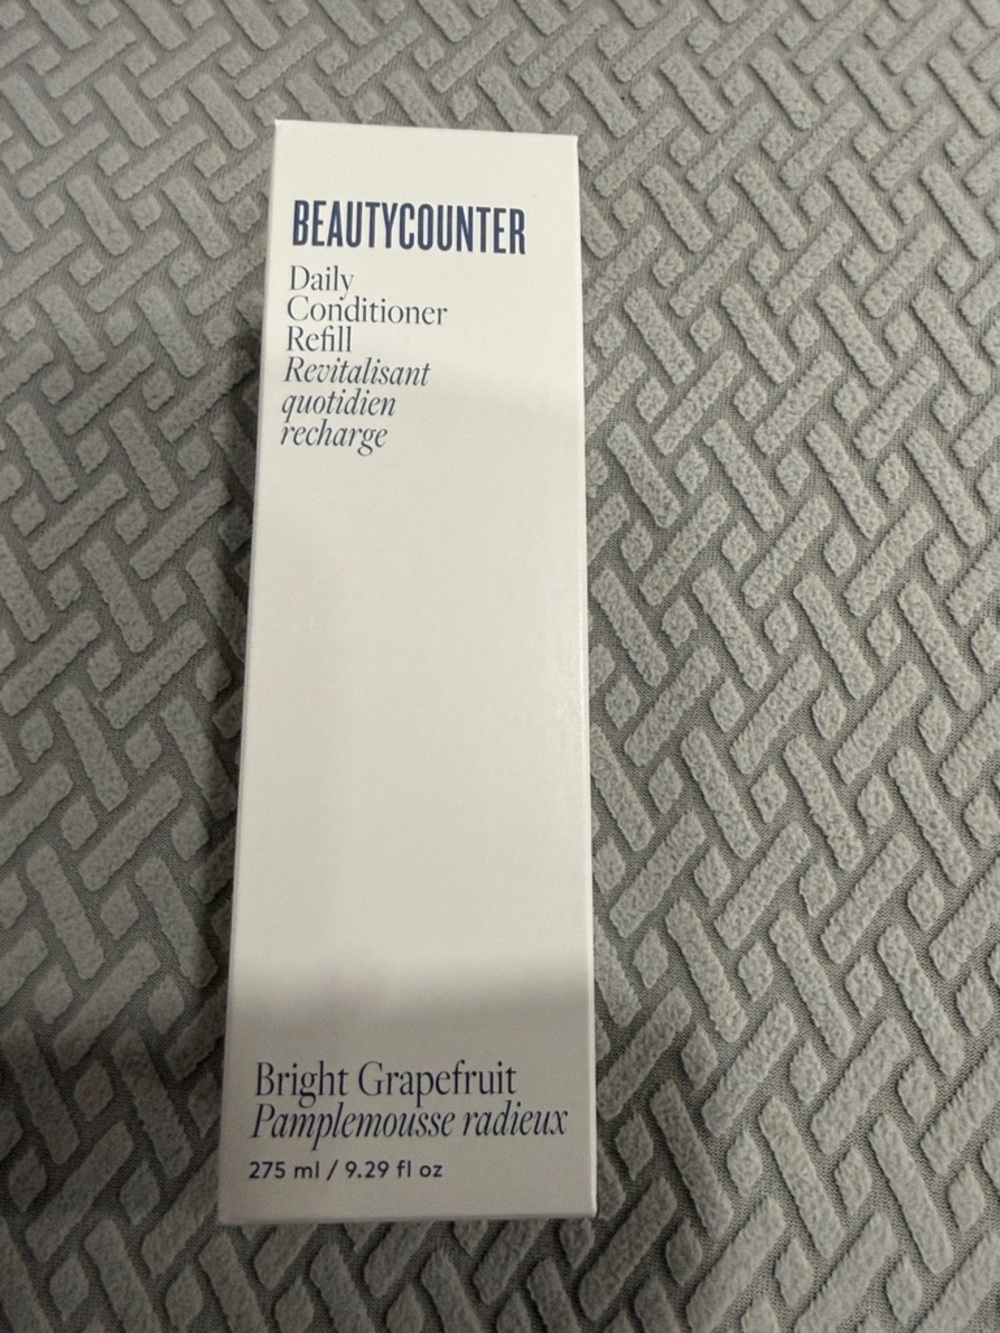 BEAUTYCOUNTER
Daily
Conditioner
Refill
Revitalisant
quotidien
recharge
Bright Grapefruit
Pamplemousse radieux
275 ml / 9.29 fl oz